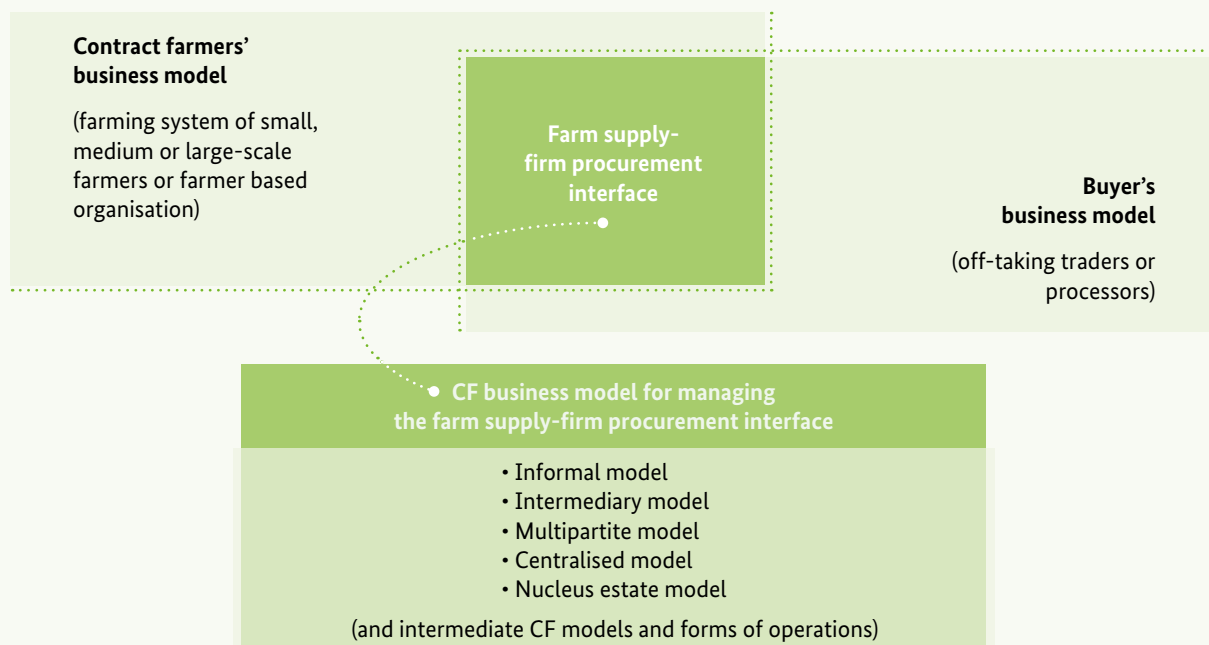 Contract farmers’
business model
(farming system of small,
medium or large-scale
farmers or farmer based
organisation)
Farm supply-
firm procurement
interface
Buyer’s
business model
(off-taking traders or
processors)
CF business model for managing
the farm supply-firm procurement interface
• Informal model
• Intermediary model
• Multipartite model
• Centralised model
• Nucleus estate model
(and intermediate CF models and forms of operations)